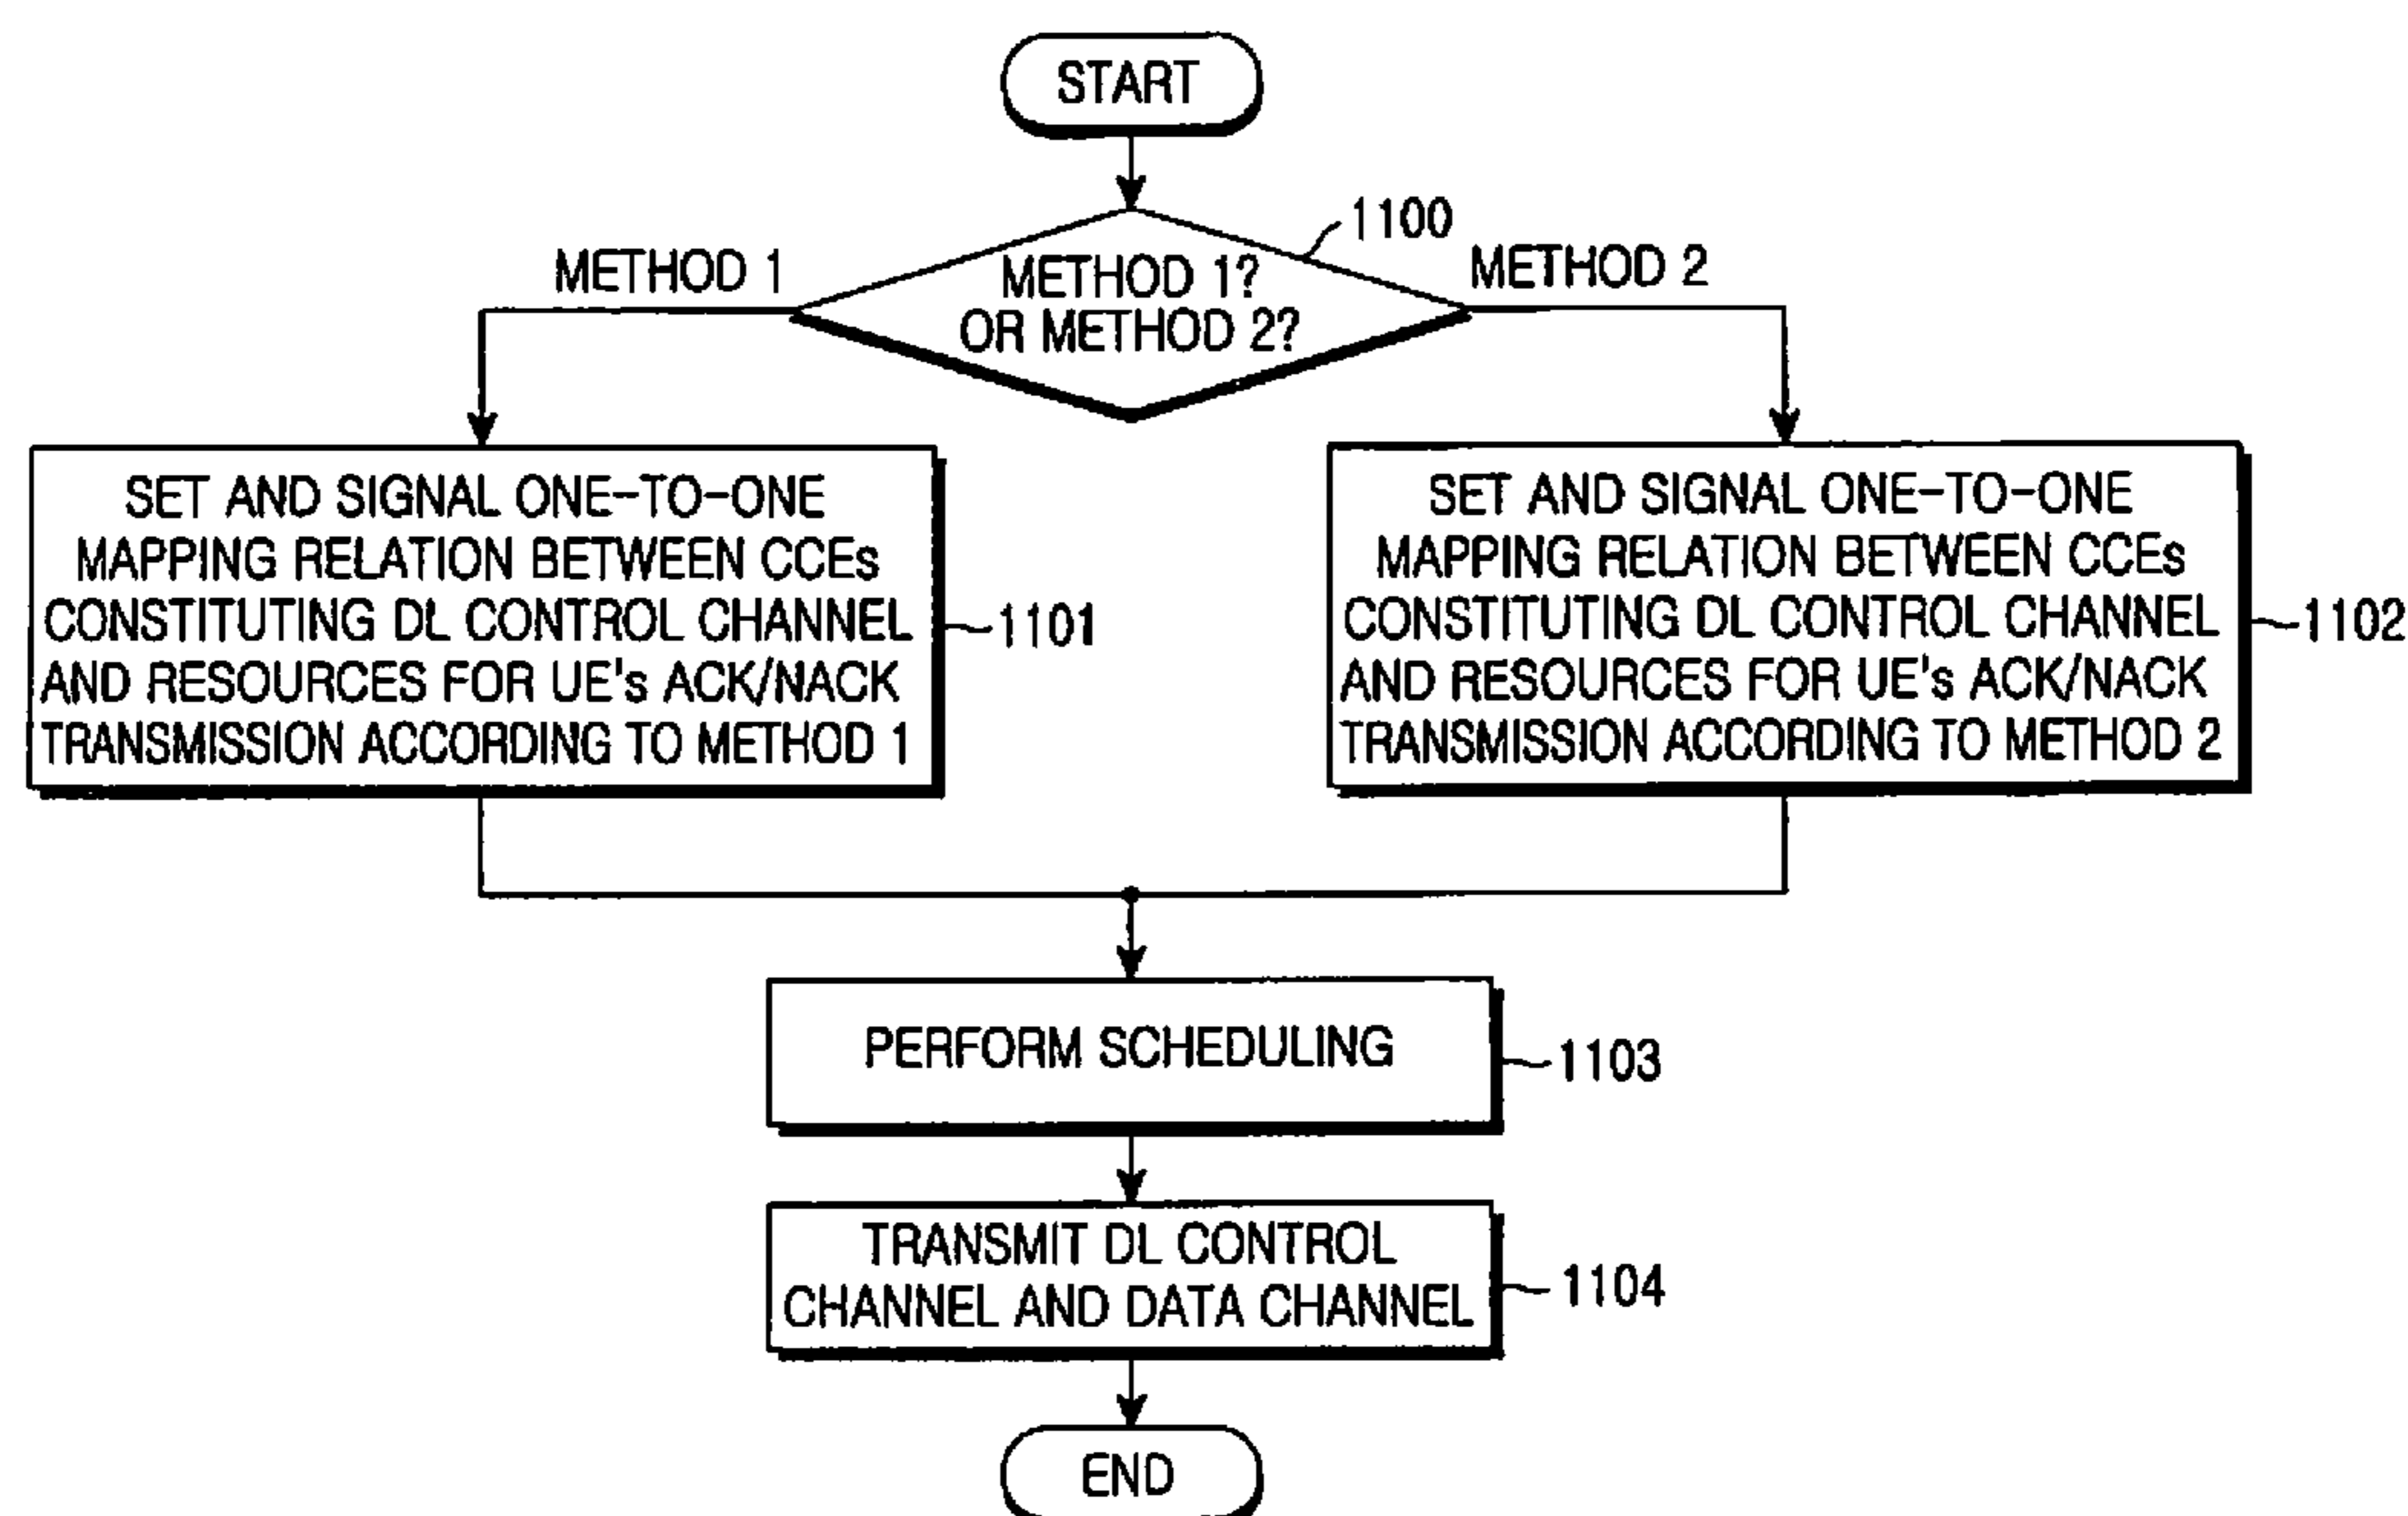 START
1100
METHOD 1
METHOD 1?
OR METHOD 2?
METHOD 2
SET AND SIGNAL ONE-TO-ONE
MAPPING RELATION BETWEEN CCEs
CONSTITUTING DL CONTROL CHANNEL
AND RESOURCES FOR UE's ACK/NACK
TRANSMISSION ACCORDING TO METHOD 1
1101
SET AND SIGNAL ONE-TO-ONE
MAPPING RELATION BETWEEN CCEs
CONSTITUTING DL CONTROL CHANNEL
AND RESOURCES FOR UE's ACK/NACK
TRANSMISSION ACCORDING TO METHOD 2
1102
PERFORM SCHEDULING
1103
TRANSMIT DL CONTROL
CHANNEL AND DATA CHANNEL
1104
END